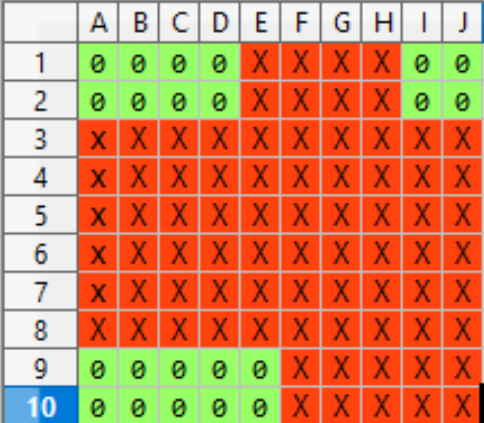 A B C D E F G H I J
1 0 0 0 0 X X X X 0 0
2 0 0 0 0 X X X X 0 0
3 x X X X X X X X X X
4 x X X X X X X X X X
5 x X X X X X X X X X
6 x X X X X X X X X X
7 x X X X X X X X X X
8 X X X X X X X X X X
9 0 0 0 0 0 X X X X X
10 0 0 0 0 0 X X X X X